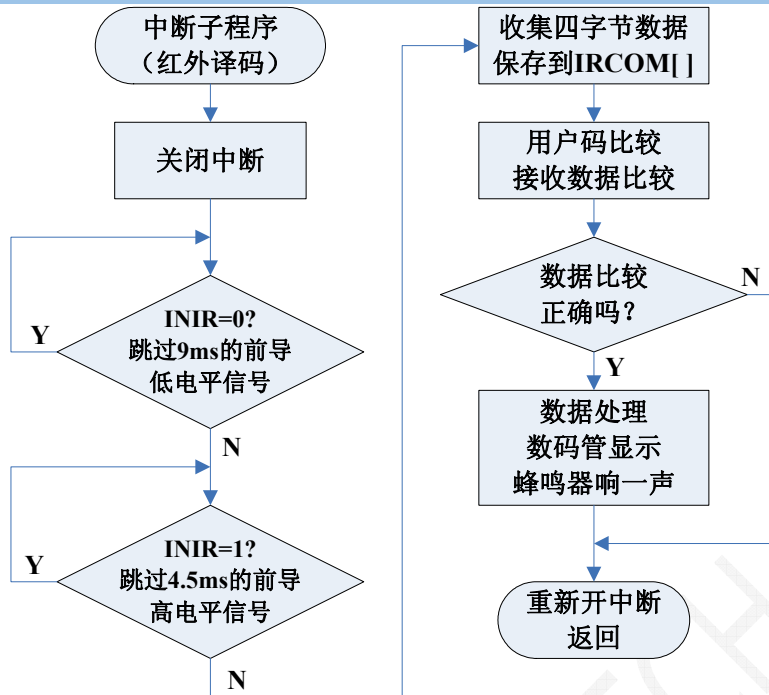 中断子程序
（红外译码）
关闭中断
INIR=0?
跳过9ms的前导
低电平信号
Y
N
INIR=1?
跳过4.5ms的前导
高电平信号
Y
N
收集四字节数据
保存到IRCOM[ ]
用户码比较
接收数据比较
数据比较
正确吗？
N
Y
数据处理
数码管显示
蜂鸣器响一声
重新开中断
返回